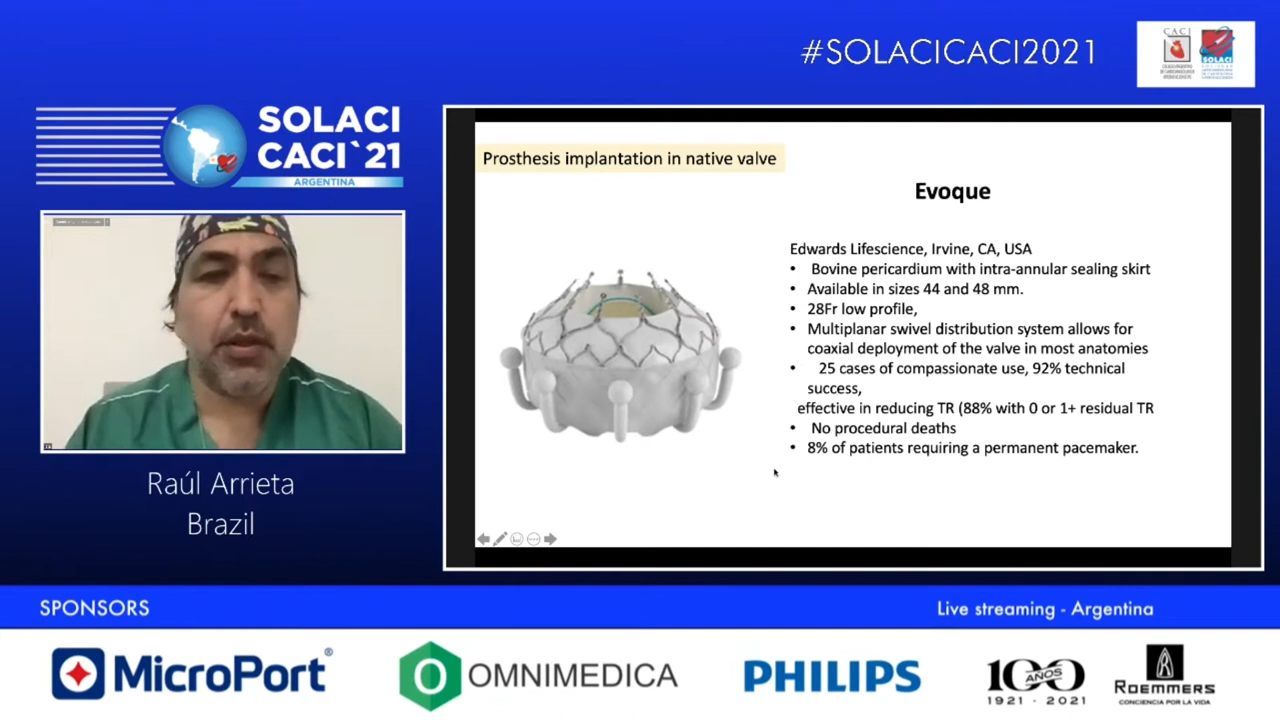 #SOLACICACI2021
CACI
SOLACI
SOLACI
CACI`21
ARGENTINA
Raúl Arrieta
Brazil
Prosthesis implantation in native valve
Evoque
Edwards Lifescience, Irvine, CA, USA
• Bovine pericardium with intra-annular sealing skirt
• Available in sizes 44 and 48 mm.
• 28Fr low profile,
• Multiplanar swivel distribution system allows for
coaxial deployment of the valve in most anatomies
• 25 cases of compassionate use, 92% technical
success,
effective in reducing TR (88% with 0 or 1+ residual TR
• No procedural deaths
• 8% of patients requiring a permanent pacemaker.
SPONSORS
Live streaming - Argentina
MicroPort®
OMNIMEDICA
PHILIPS
100
AÑOS
1921 - 2021
ROEMMERS
CONCIENCIA POR LA VIDA